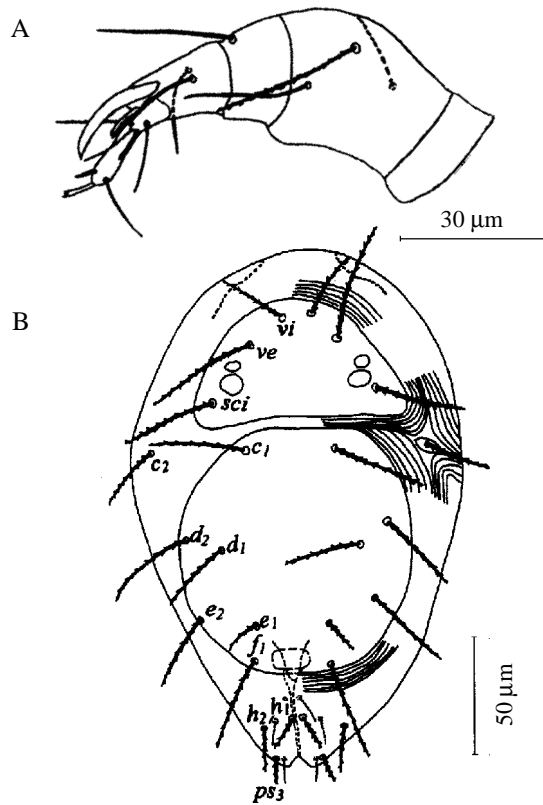 A
30 µm
B
vi
ve
sci
c₂ c₁
d₂ d₁
e₂ e₁
f₁
h₂ h₁
ps₃
50 µm